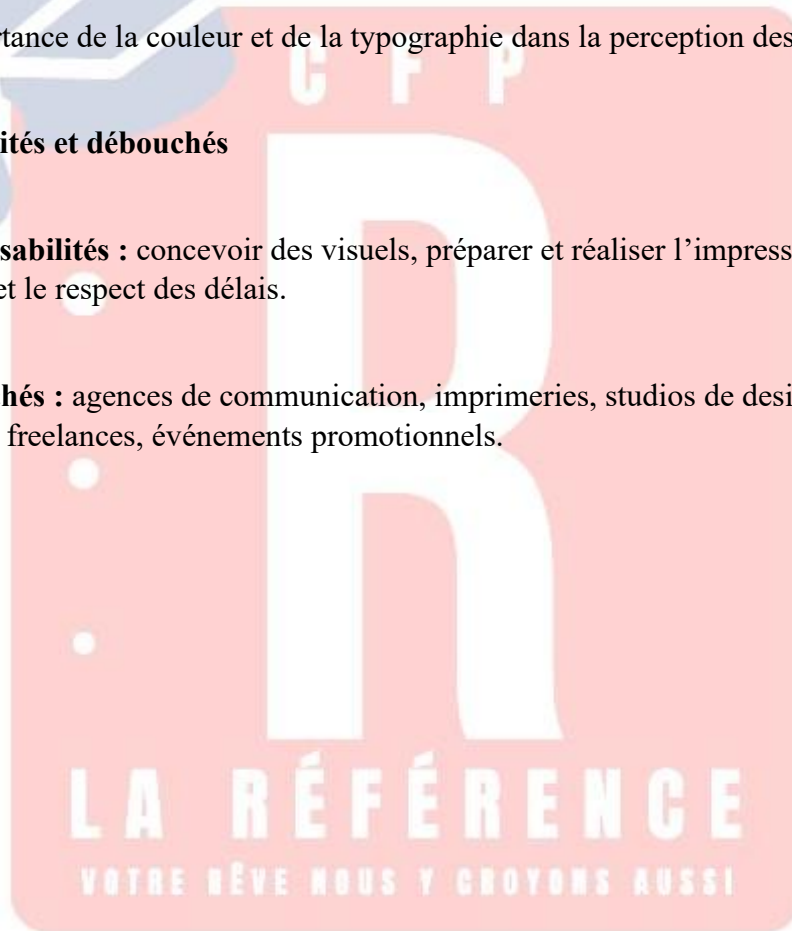 rtance de la couleur et de la typographie dans la perception des
C F P
ités et débouchés
sabilités : concevoir des visuels, préparer et réaliser l’impress
et le respect des délais.
hés : agences de communication, imprimeries, studios de desi
freelances, événements promotionnels.
R
LA RÉFÉRENCE
VOTRE RÊVE NOUS Y CROYONS AUSSI